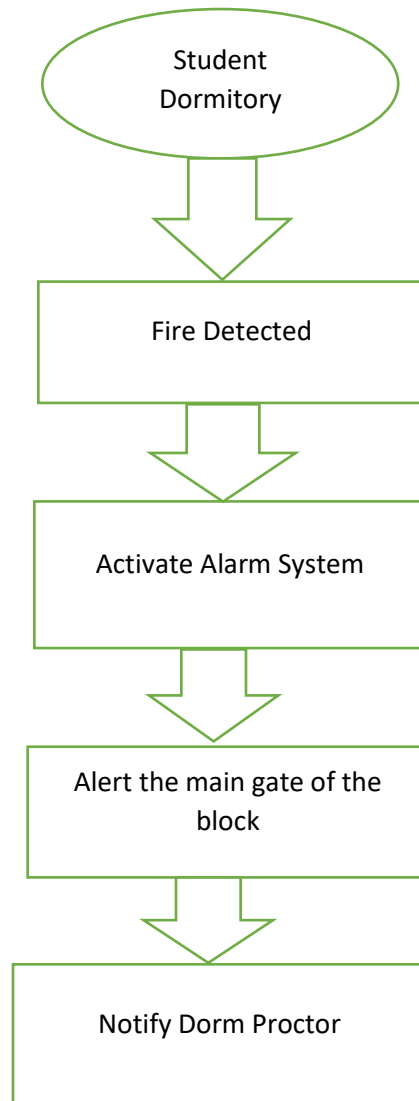 Student
Dormitory
Fire Detected
Activate Alarm System
Alert the main gate of the
block
Notify Dorm Proctor